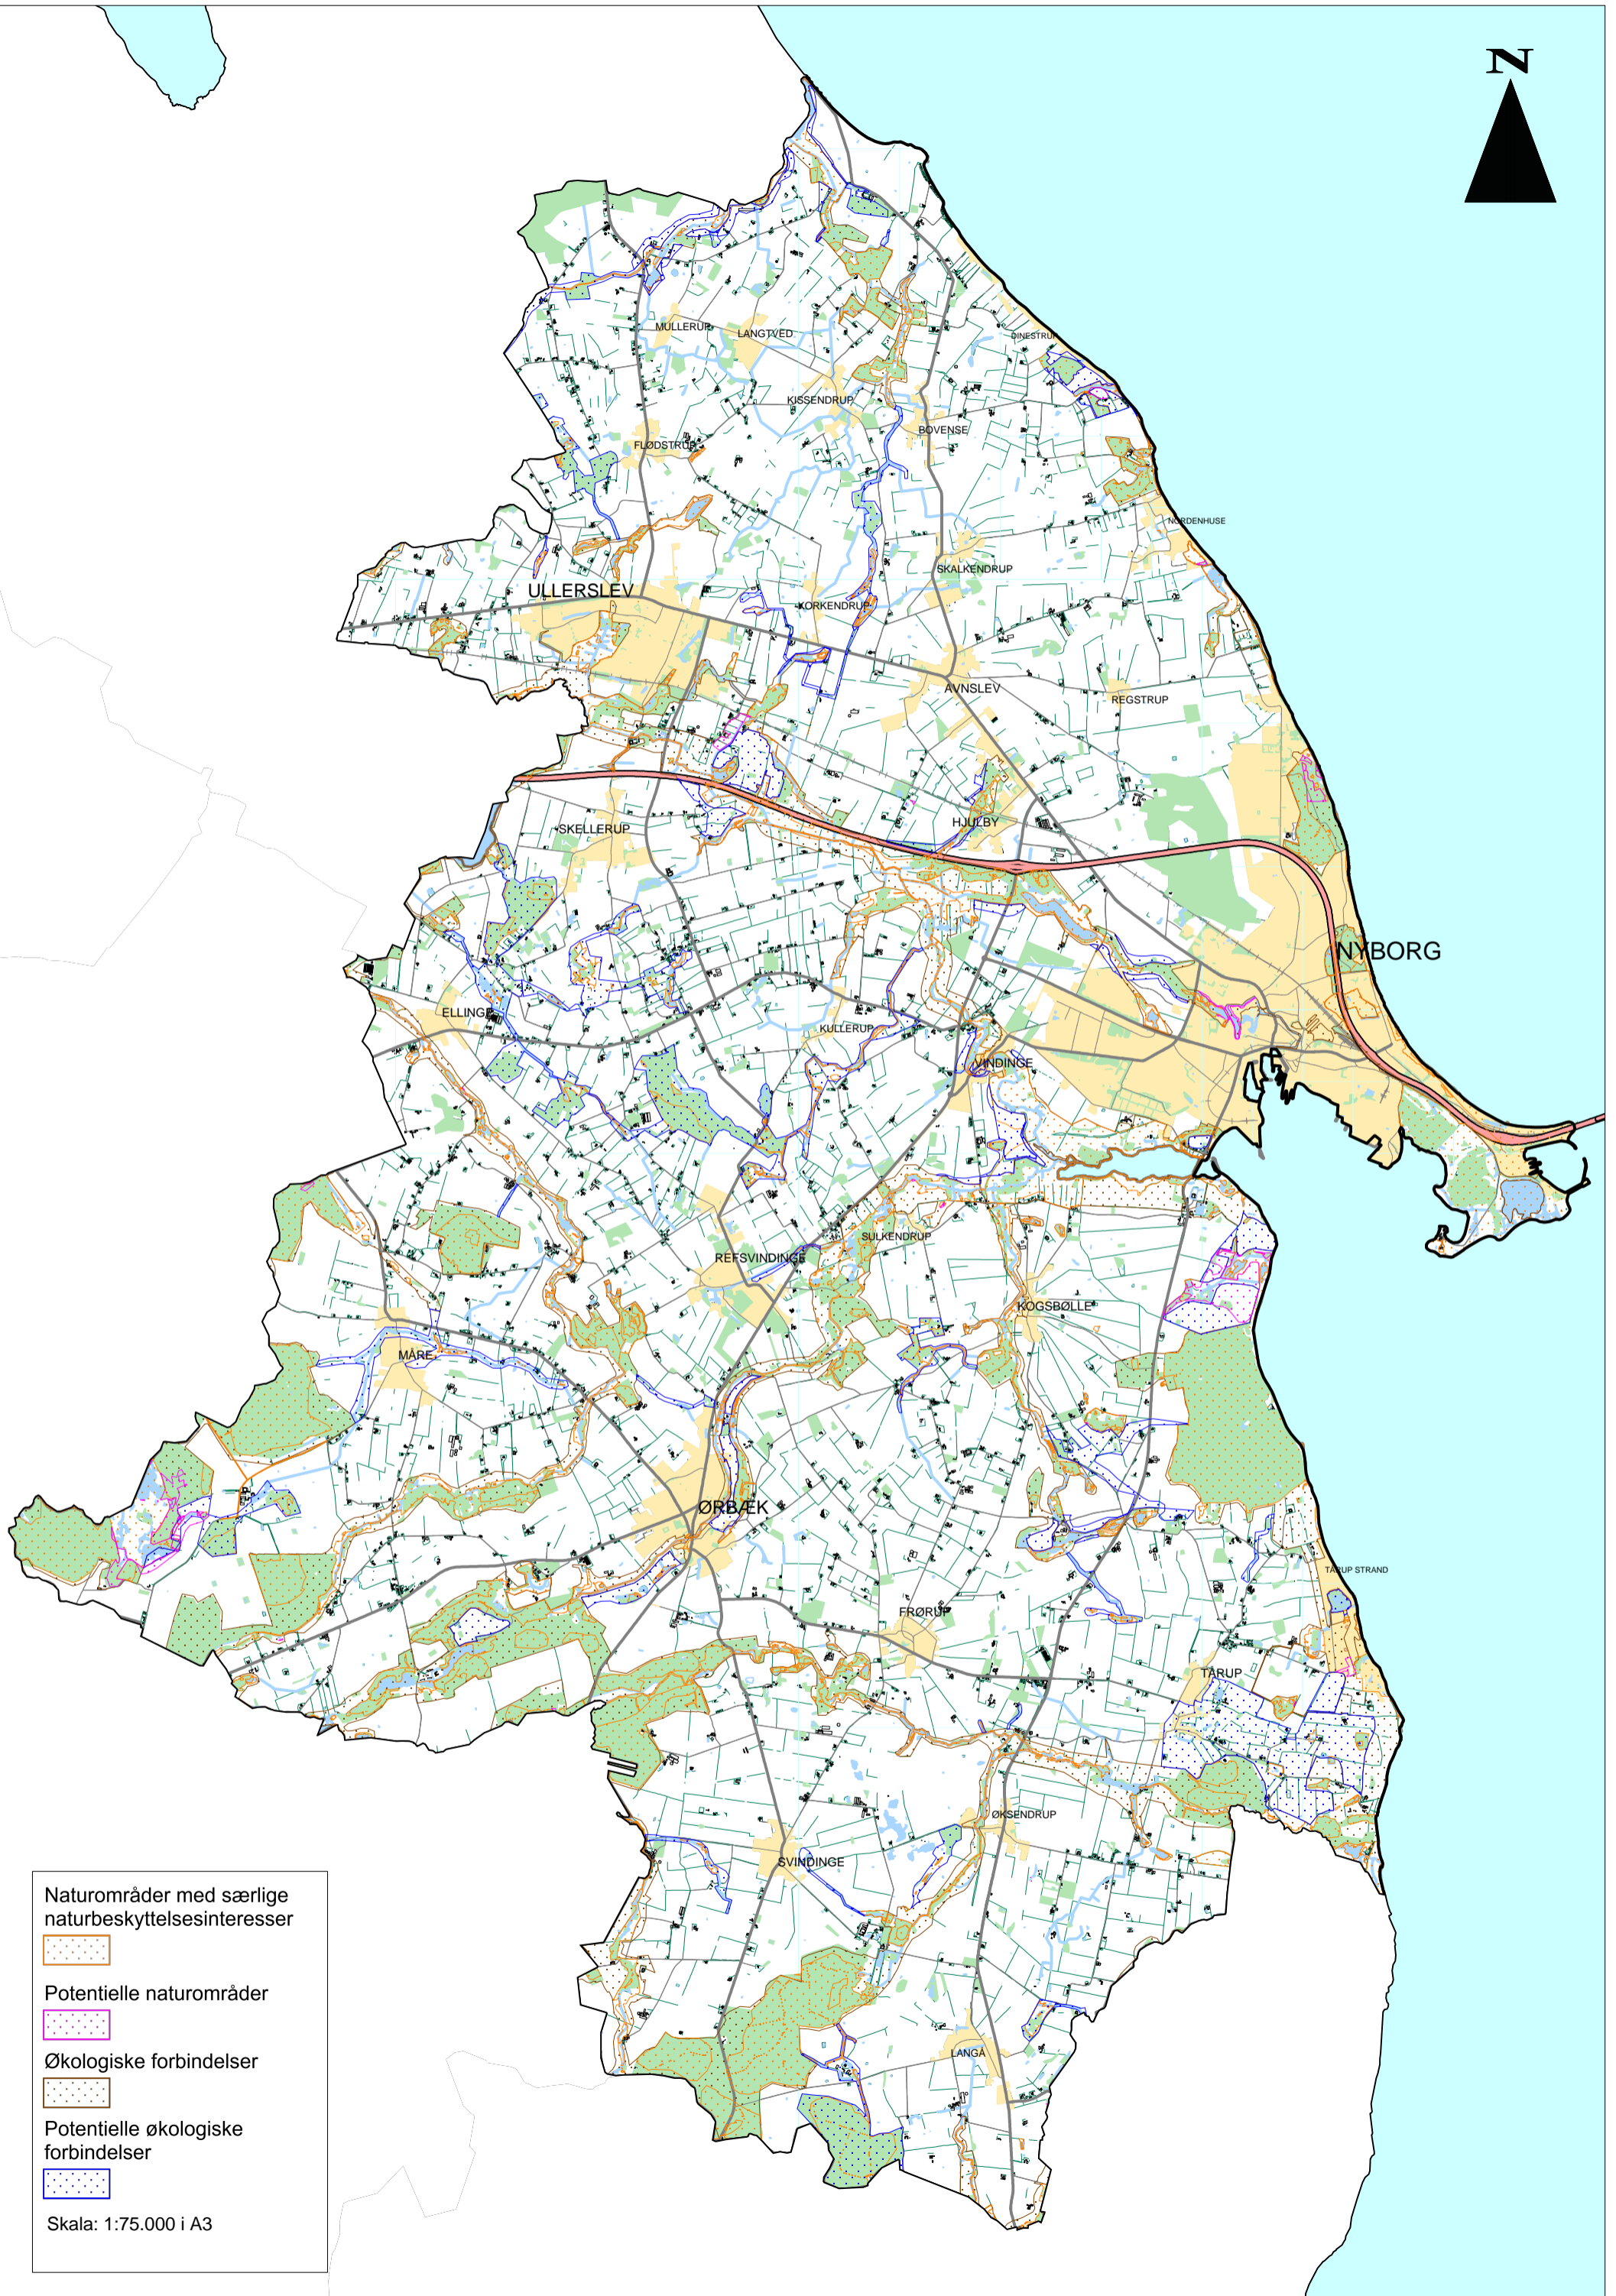 N
MULLERUP
LANGTVED
DINESTRUP
KISSENDRUP
BOVENSE
FLØDSTRUP
NORDENHUSE
SKALKENDRUP
ULLERSLEV
KORKENDRUP
AVNSLEV
REGSTRUP
HJULBY
SKELLERUP
NYBORG
ELLINGE
KULLERUP
VINDINGE
SULKENDRUP
REFSVINDINGE
KOGSBØLLE
MÅRE
ØRBÆK
TÅRUP STRAND
FRØRUP
TÅRUP
ØKSENDRUP
SVINDINGE
LANGÅ
Naturområder med særlige
naturbeskyttelsesinteresser
Potentielle naturområder
Økologiske forbindelser
Potentielle økologiske
forbindelser
Skala: 1:75.000 i A3